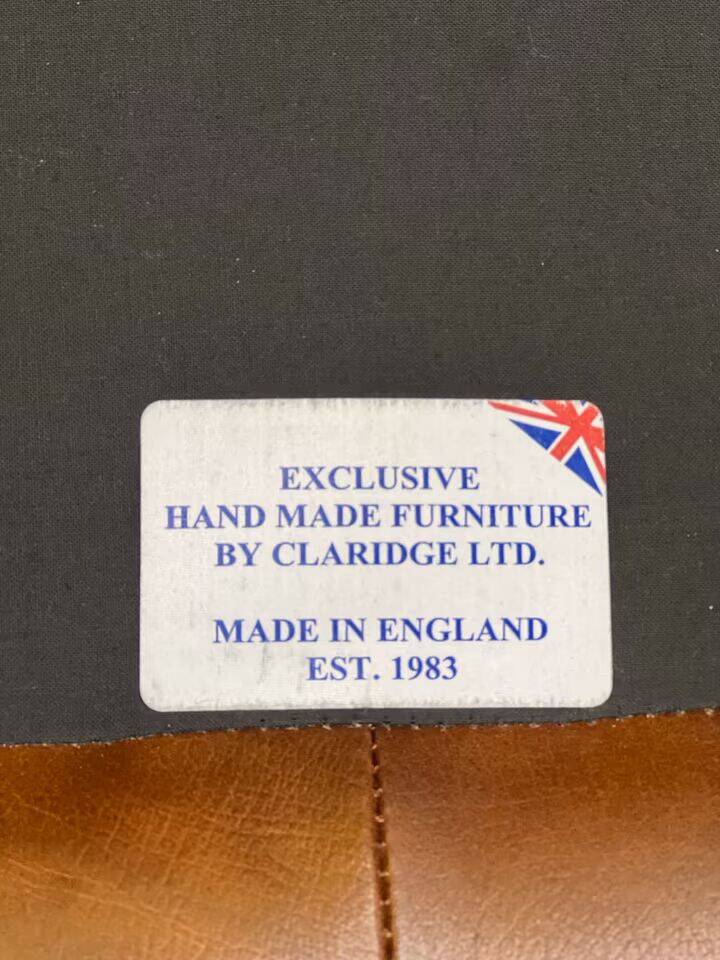 EXCLUSIVE
HAND MADE FURNITURE
BY CLARIDGE LTD.
MADE IN ENGLAND
EST. 1983